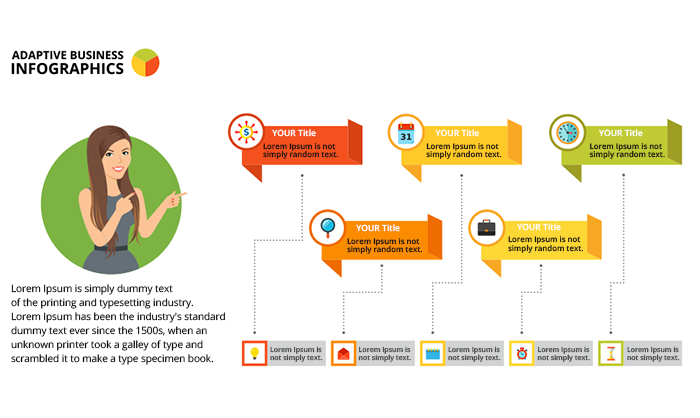 ADAPTIVE BUSINESS
INFOGRAPHICS
YOUR Title
Lorem Ipsum is not
simply random text.
31
YOUR Title
Lorem Ipsum is not
simply random text.
YOUR Title
Lorem Ipsum is not
simply random text.
YOUR Title
Lorem Ipsum is not
simply random text.
YOUR Title
Lorem Ipsum is not
simply random text.
Lorem Ipsum is simply dummy text
of the printing and typesetting industry.
Lorem Ipsum has been the industry's standard
dummy text ever since the 1500s, when an
unknown printer took a galley of type and
scrambled it to make a type specimen book.
Lorem Ipsum is
not simply text.
Lorem Ipsum is
not simply text.
Lorem Ipsum is
not simply text.
Lorem Ipsum is
not simply text.
Lorem Ipsum is
not simply text.